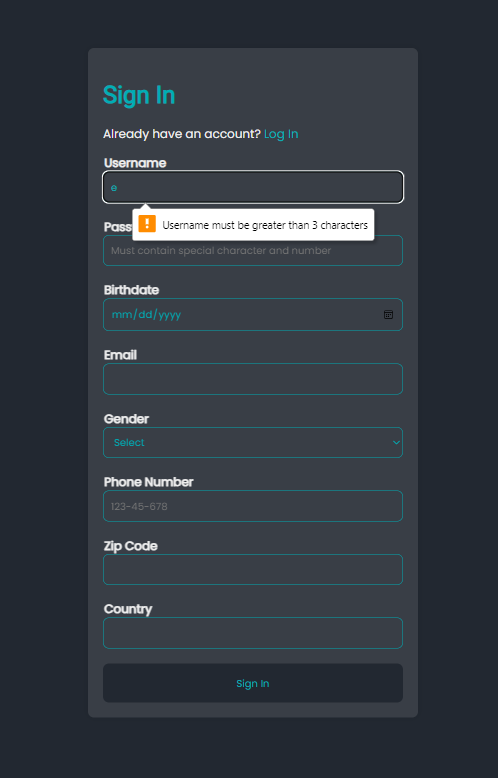 Sign In
Already have an account? Log In
Username
e
Username must be greater than 3 characters
Pass
Must contain special character and number
Birthdate
mm/dd/yyyy
Email
Gender
Select
Phone Number
123-45-678
Zip Code
Country
Sign In